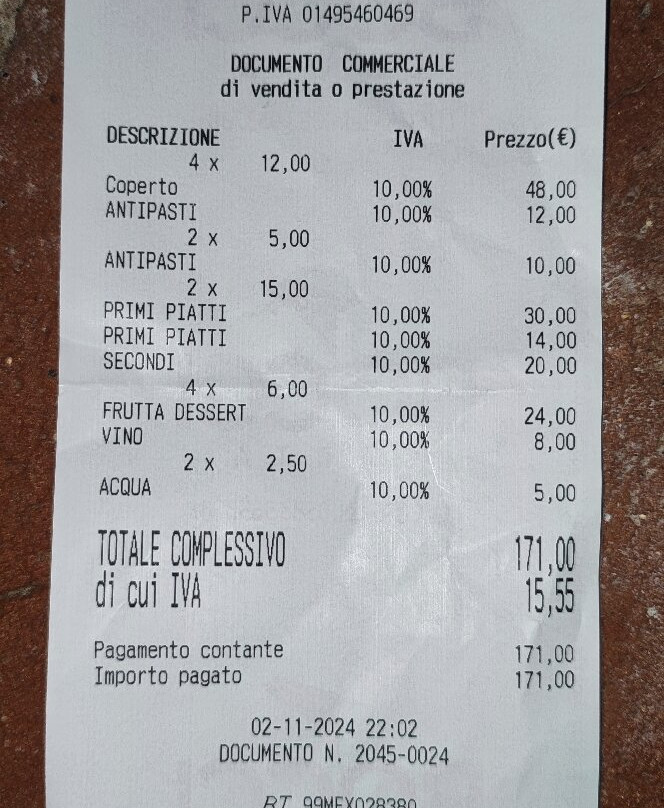 P.IVA 01495460469
DOCUMENTO COMMERCIALE
di vendita o prestazione
DESCRIZIONE IVA Prezzo(€)
4 x 12,00
Coperto 10,00% 48,00
ANTIPASTI 10,00% 12,00
2 x 5,00
ANTIPASTI 10,00% 10,00
2 x 15,00
PRIMI PIATTI 10,00% 30,00
PRIMI PIATTI 10,00% 14,00
SECONDI 10,00% 20,00
4 x 6,00
FRUTTA DESSERT 10,00% 24,00
VINO 10,00% 8,00
2 x 2,50
ACQUA 10,00% 5,00
TOTALE COMPLESSIVO 171,00
di cui IVA 15,55
Pagamento contante 171,00
Importo pagato 171,00
02-11-2024 22:02
DOCUMENTO N. 2045-0024
RT 99MEX028380